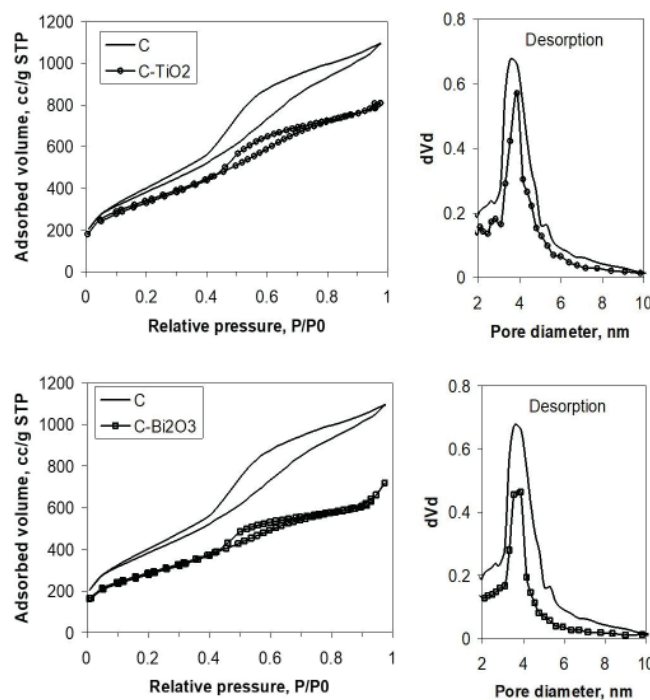 1200
1000
800
600
400
200
0
Adsorbed volume, cc/g STP
C
C-TiO2
0 0.2 0.4 0.6 0.8 1
Relative pressure, P/P0
0.8
0.6
0.4
0.2
0
dVd
Desorption
2 4 6 8 10
Pore diameter, nm
1200
1000
800
600
400
200
0
Adsorbed volume, cc/g STP
C
C-Bi2O3
0 0.2 0.4 0.6 0.8 1
Relative pressure, P/P0
0.8
0.6
0.4
0.2
0
dVd
Desorption
2 4 6 8 10
Pore diameter, nm